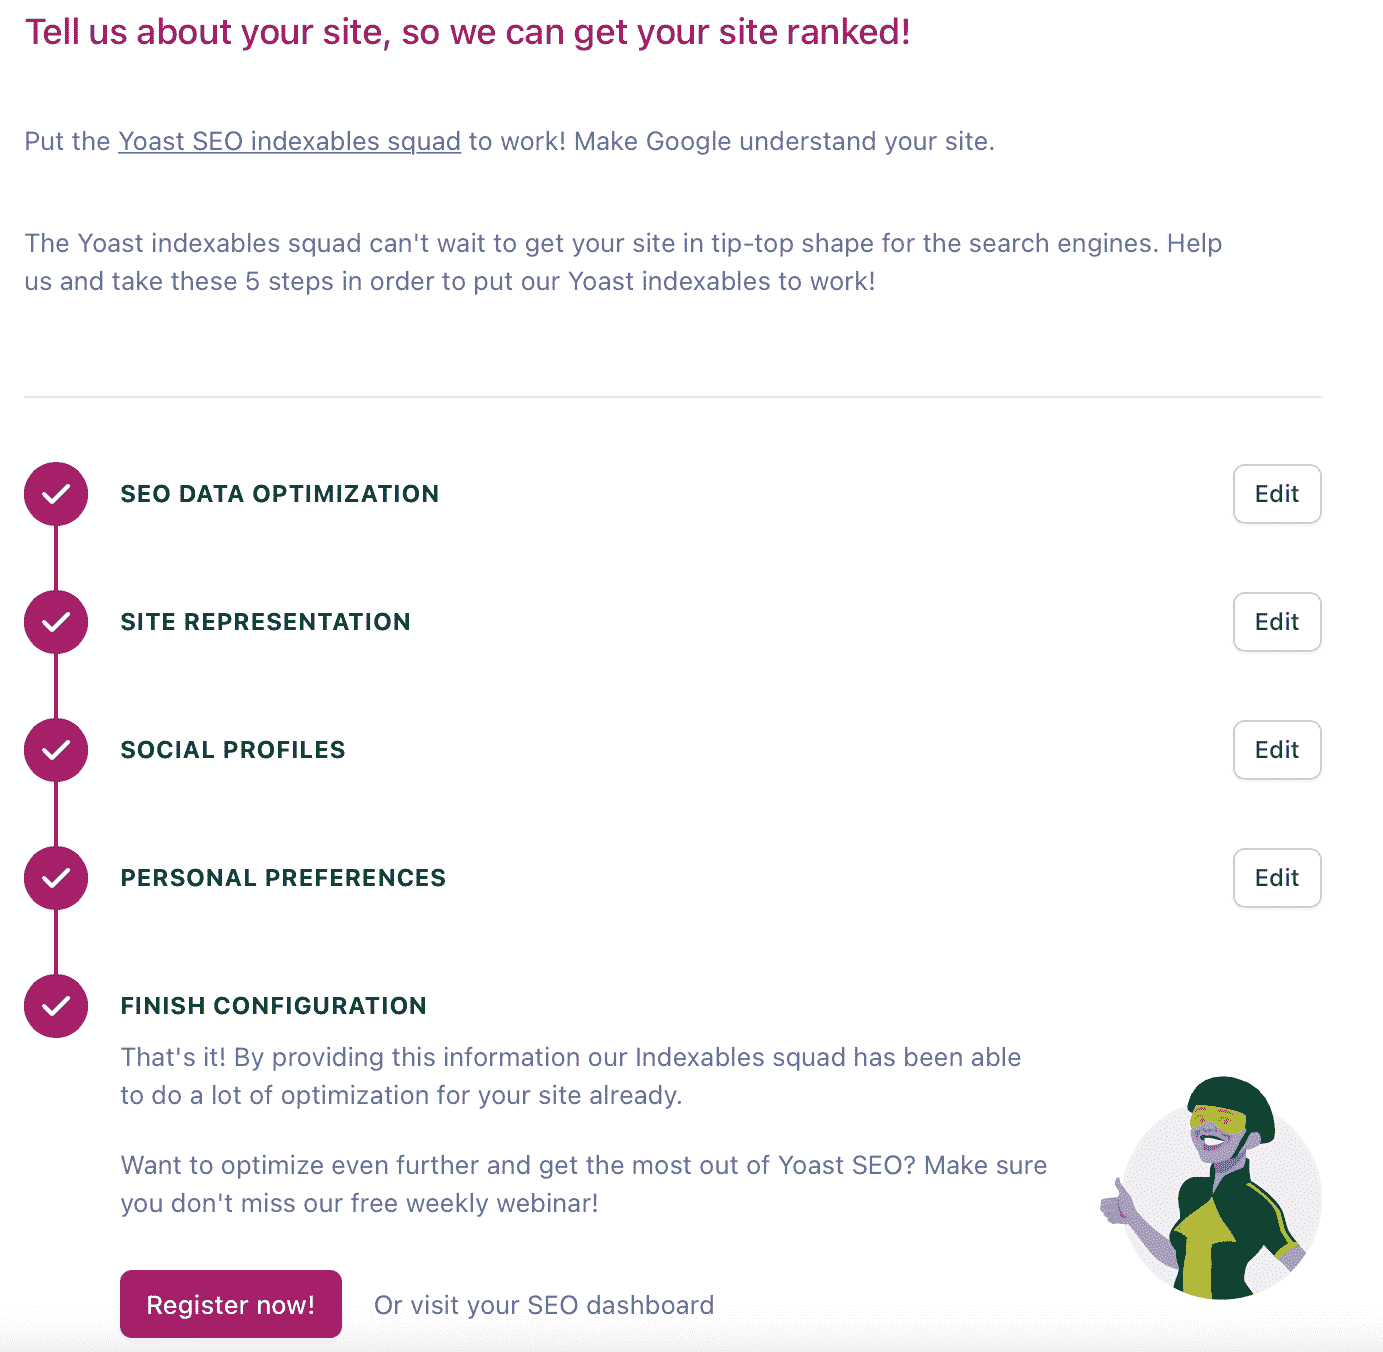 Tell us about your site, so we can get your site ranked!
Put the Yoast SEO indexables squad to work! Make Google understand your site.
The Yoast indexables squad can't wait to get your site in tip-top shape for the search engines. Help
us and take these 5 steps in order to put our Yoast indexables to work!
SEO DATA OPTIMIZATION
Edit
SITE REPRESENTATION
Edit
SOCIAL PROFILES
Edit
PERSONAL PREFERENCES
Edit
FINISH CONFIGURATION
That's it! By providing this information our Indexables squad has been able
to do a lot of optimization for your site already.
Want to optimize even further and get the most out of Yoast SEO? Make sure
you don't miss our free weekly webinar!
Register now!
Or visit your SEO dashboard